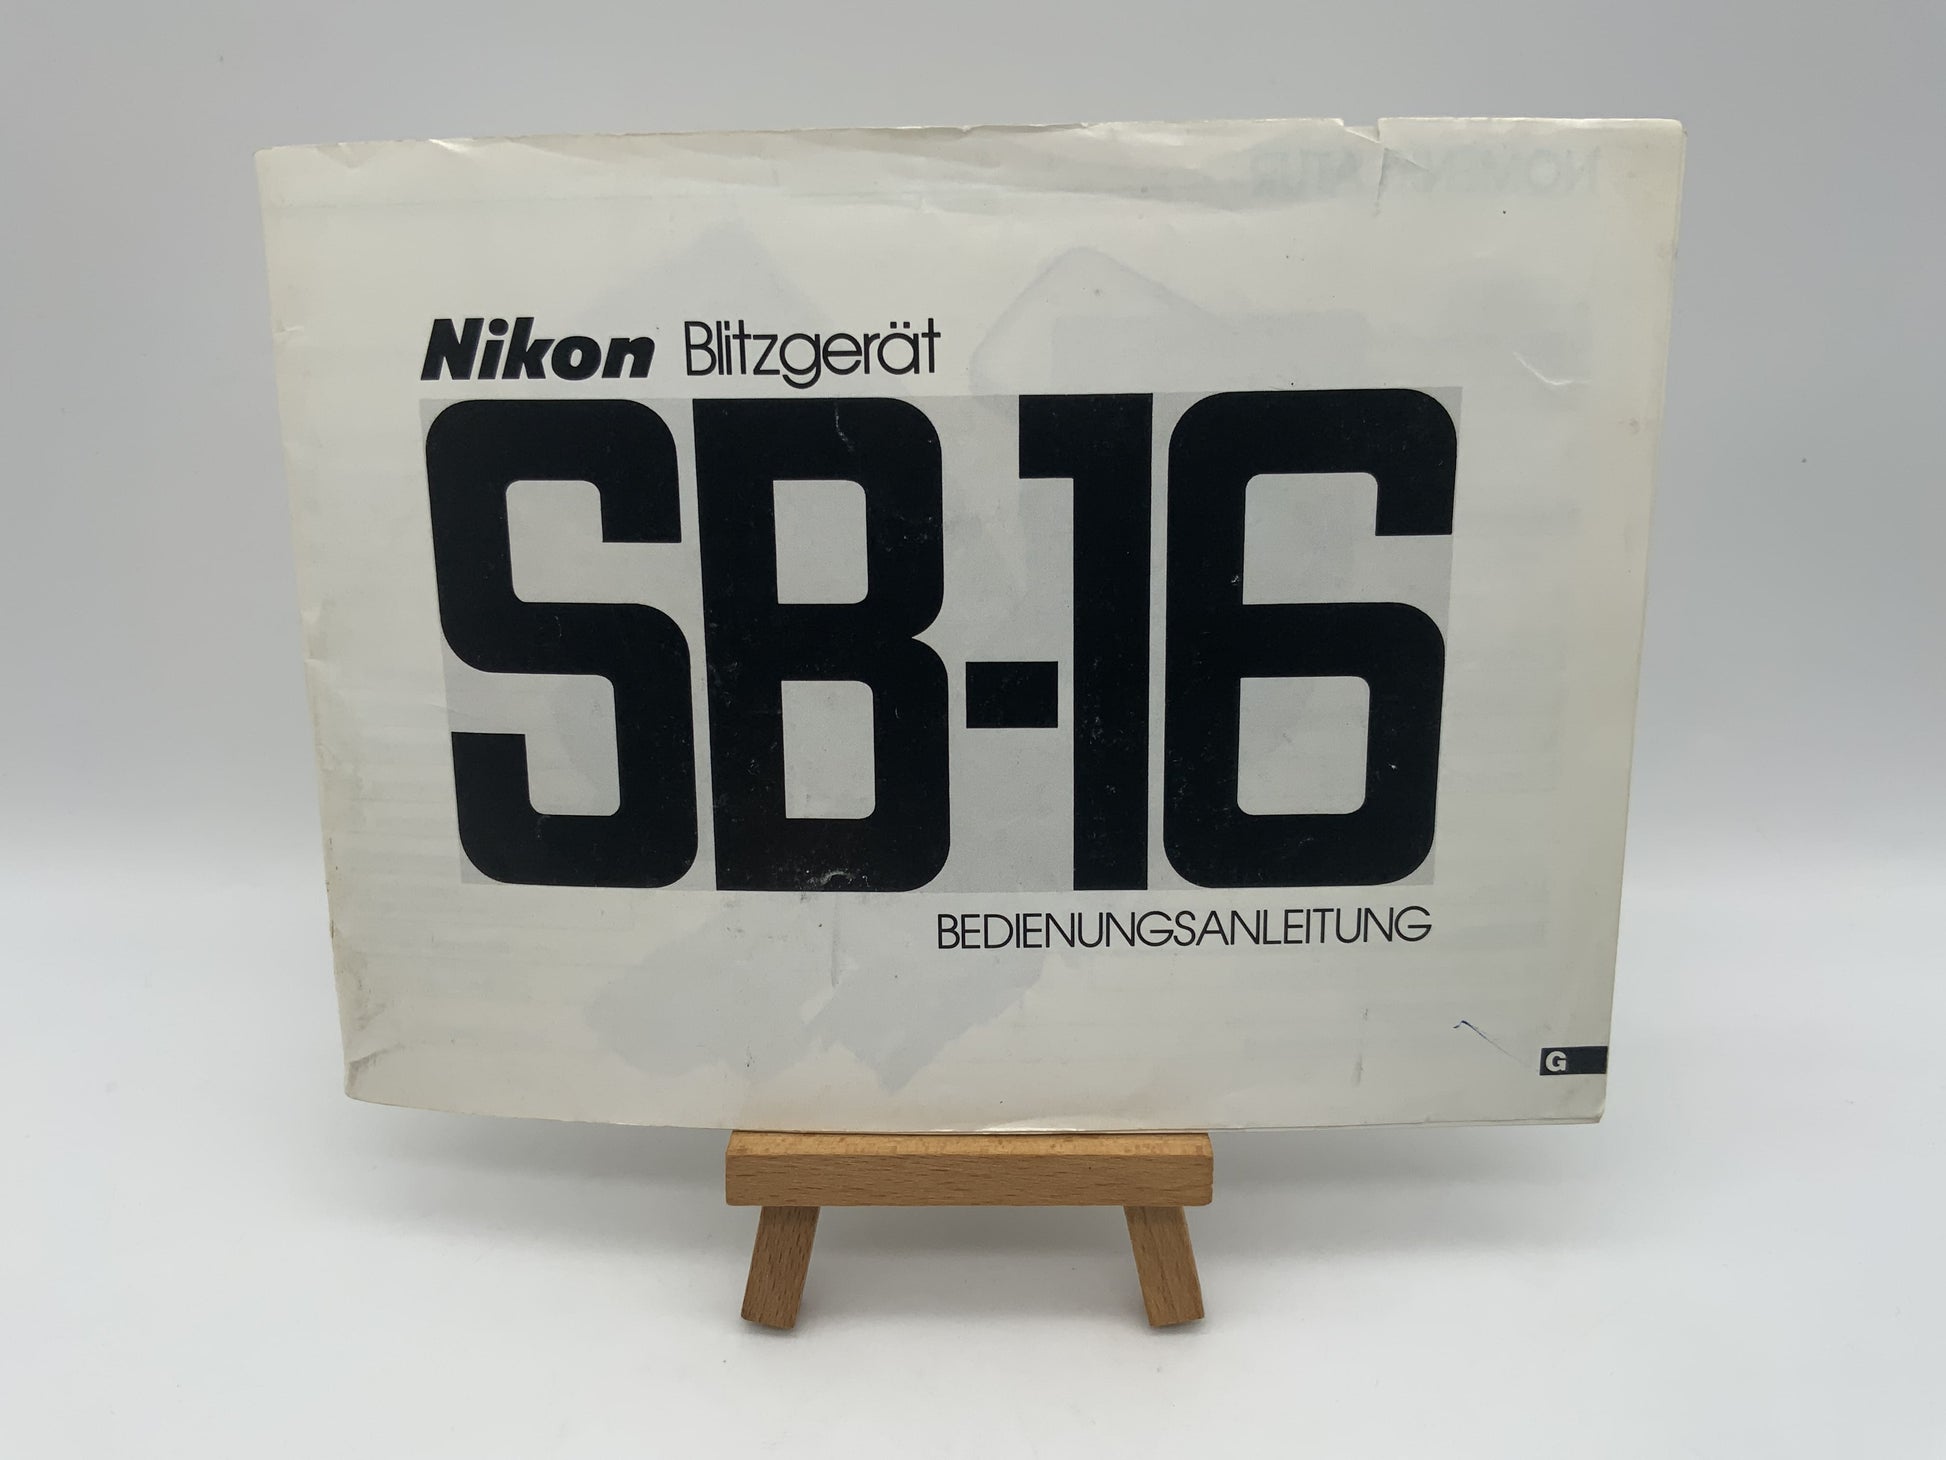 Nikon Blitzgerät
SB-16
BEDIENUNGSANLEITUNG
G